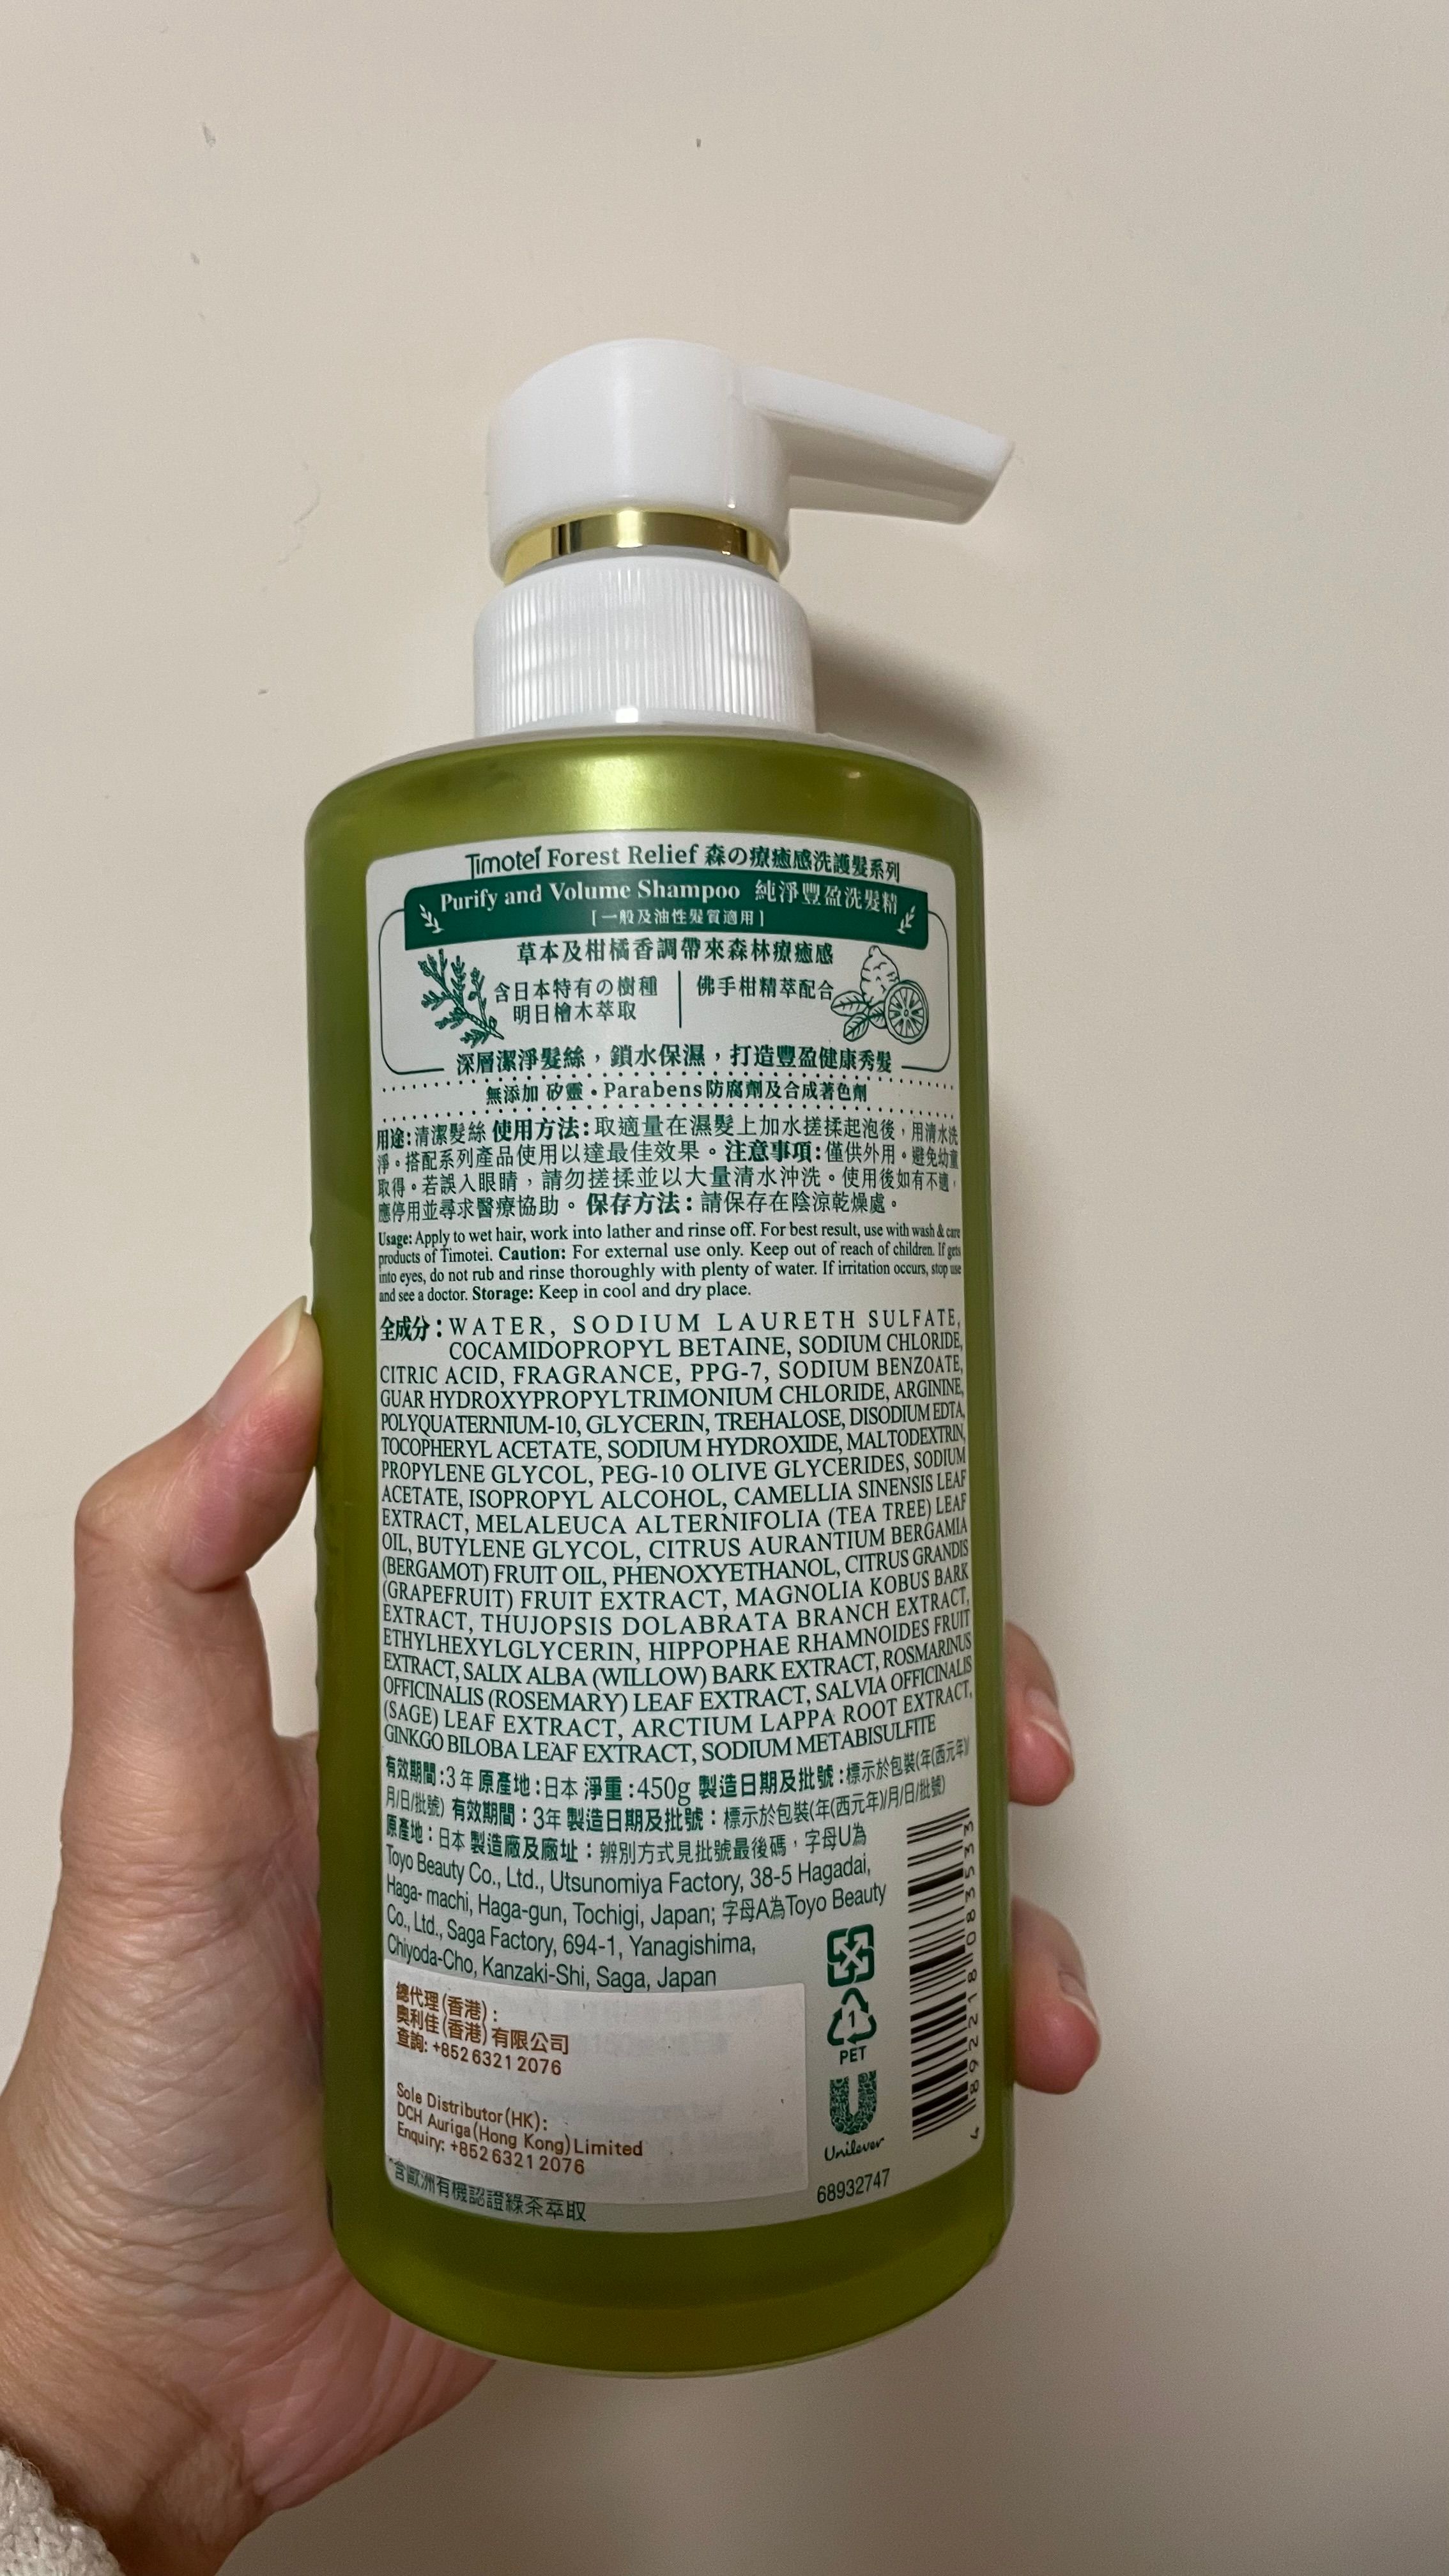 Timotei Forest Relief 森の療癒感洗護髮系列
Purify and Volume Shampoo 純淨豐盈洗髮精
[一般及油性髮質適用]
草本及柑橘香調帶來森林療癒感
含日本特有の樹種
明日檜木萃取
佛手柑精萃配合
深層潔淨髮絲，鎖水保濕，打造豐盈健康秀髮
無添加 矽靈・Parabens防腐劑及合成著色劑
用途:清潔髮絲 使用方法:取適量在濕髮上加水搓揉起泡後，用清水洗
淨。搭配系列產品使用以達最佳效果。注意事項:僅供外用。避免幼童
取得。若誤入眼睛，請勿搓揉並以大量清水沖洗。使用後如有不適，
應停用並尋求醫療協助。保存方法：請保存在陰涼乾燥處。
Usage: Apply to wet hair, work into lather and rinse off. For best result, use with wash & care
products of Timotei. Caution: For external use only. Keep out of reach of children. If gets
into eyes, do not rub and rinse thoroughly with plenty of water. If irritation occurs, stop use
and see a doctor. Storage: Keep in cool and dry place.
全成分：WATER, SODIUM LAURETH SULFATE,
COCAMIDOPROPYL BETAINE, SODIUM CHLORIDE,
CITRIC ACID, FRAGRANCE, PPG-7, SODIUM BENZOATE,
GUAR HYDROXYPROPYLTRIMONIUM CHLORIDE, ARGININE,
POLYQUATERNIUM-10, GLYCERIN, TREHALOSE, DISODIUM EDTA,
TOCOPHERYL ACETATE, SODIUM HYDROXIDE, MALTODEXTRIN,
PROPYLENE GLYCOL, PEG-10 OLIVE GLYCERIDES, SODIUM
ACETATE, ISOPROPYL ALCOHOL, CAMELLIA SINENSIS LEAF
EXTRACT, MELALEUCA ALTERNIFOLIA (TEA TREE) LEAF
OIL, BUTYLENE GLYCOL, CITRUS AURANTIUM BERGAMIA
(BERGAMOT) FRUIT OIL, PHENOXYETHANOL, CITRUS GRANDIS
(GRAPEFRUIT) FRUIT EXTRACT, MAGNOLIA KOBUS BARK
EXTRACT, THUJOPSIS DOLABRATA BRANCH EXTRACT,
ETHYLHEXYLGLYCERIN, HIPPOPHAE RHAMNOIDES FRUIT
EXTRACT, SALIX ALBA (WILLOW) BARK EXTRACT, ROSMARINUS
OFFICINALIS (ROSEMARY) LEAF EXTRACT, SALVIA OFFICINALIS
(SAGE) LEAF EXTRACT, ARCTIUM LAPPA ROOT EXTRACT,
GINKGO BILOBA LEAF EXTRACT, SODIUM METABISULFITE
有效期間:3年 原產地:日本 淨重:450g 製造日期及批號:標示於包裝(年(西元年)/
月/日/批號) 有效期間：3年 製造日期及批號：標示於包裝(年(西元年)/月/日/批號)
原產地：日本 製造廠及廠址：辨別方式見批號最後碼，字母U為
Toyo Beauty Co., Ltd., Utsunomiya Factory, 38-5 Hagadai,
Haga- machi, Haga-gun, Tochigi, Japan; 字母A為Toyo Beauty
Co., Ltd., Saga Factory, 694-1, Yanagishima,
Chiyoda-Cho, Kanzaki-Shi, Saga, Japan
總代理(香港)：
奧利佳(香港)有限公司
查詢: +852 6321 2076
Sole Distributor(HK):
DCH Auriga(Hong Kong)Limited
Enquiry: +852 6321 2076
*含歐洲有機認證綠茶萃取
1
PET
Unilever
68932747
4 892218 083533